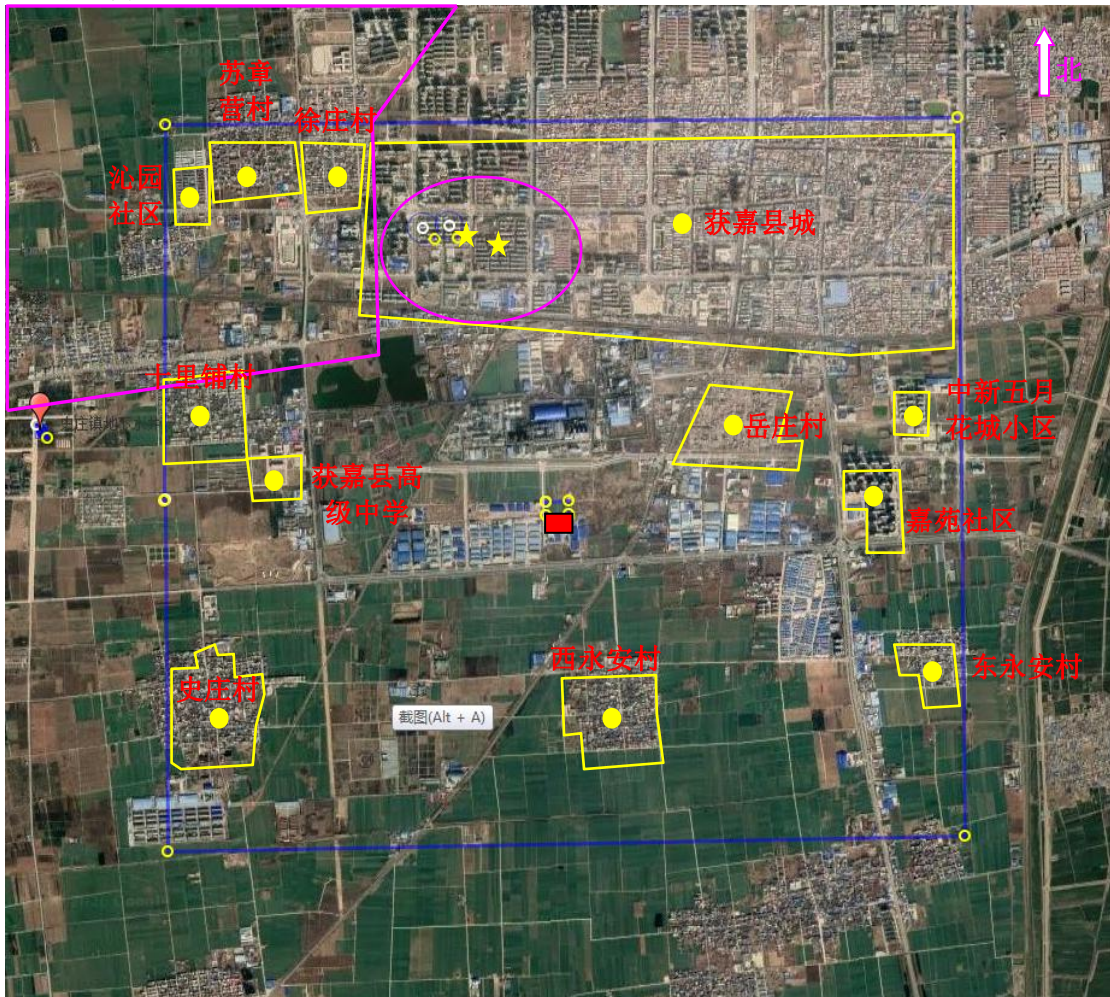 苏章
营村
徐庄村
北
沁园
社区
获嘉县城
十里铺村
中新五月
花城小区
岳庄村
获嘉县高
级中学
嘉苑社区
西永安村
东永安村
史庄村
截图(Alt + A)